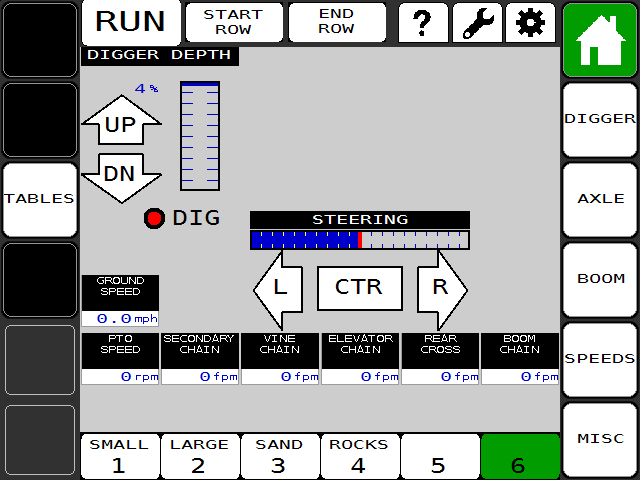 RUN
START
ROW
END
ROW
?
DIGGER DEPTH
4 %
UP
DN
DIG
TABLES
STEERING
L
CTR
R
GROUND
SPEED
0.0 mph
PTO
SPEED
0 rpm
SECONDARY
CHAIN
0 fpm
VINE
CHAIN
0 fpm
ELEVATOR
CHAIN
0 fpm
REAR
CROSS
0 fpm
BOOM
CHAIN
0 fpm
SMALL
1
LARGE
2
SAND
3
ROCKS
4
5
6
DIGGER
AXLE
BOOM
SPEEDS
MISC